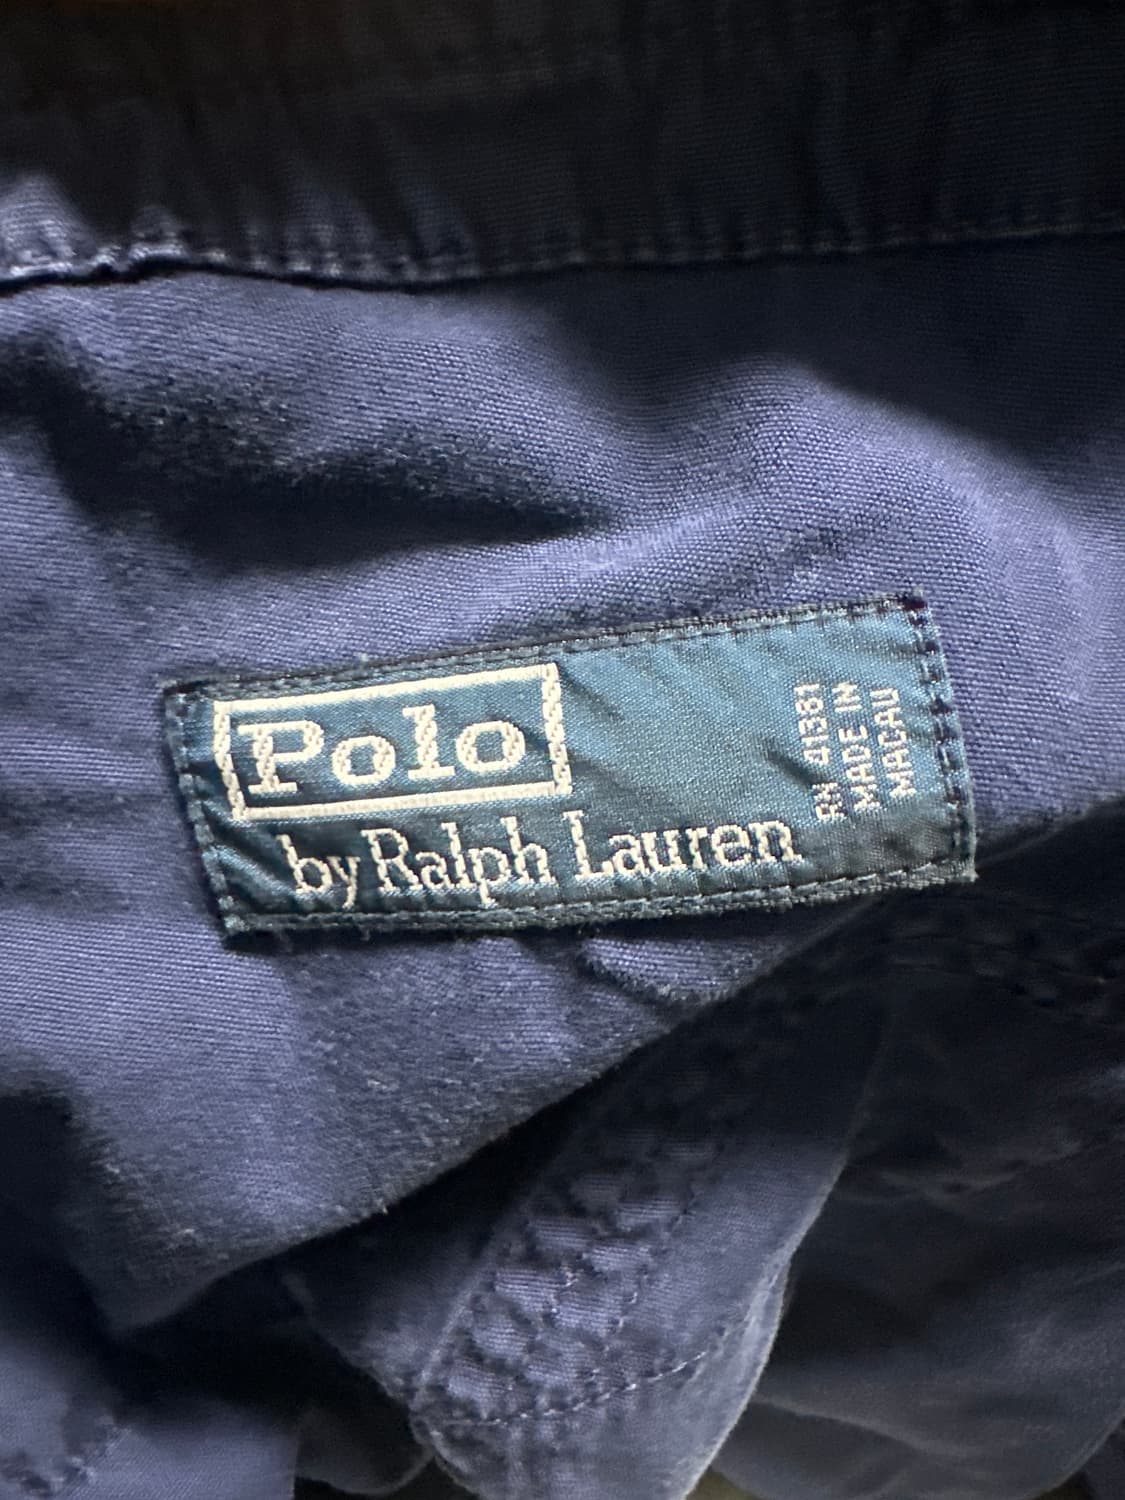 Polo
by Ralph Lauren
RN 41381
MADE IN
MACAU